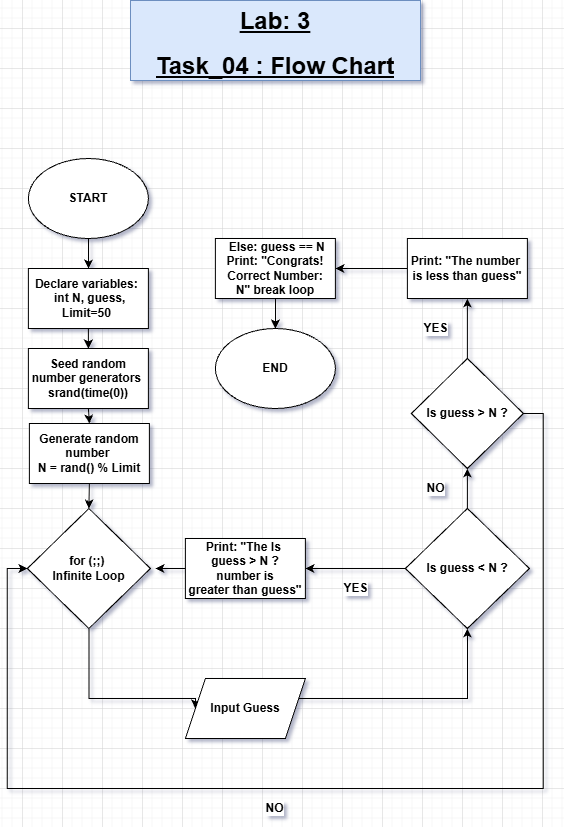 Lab: 3
Task_04 : Flow Chart
START
Declare variables:
int N, guess,
Limit=50
Seed random
number generators
srand(time(0))
Generate random
number
N = rand() % Limit
for (;;)
Infinite Loop
Input Guess
Is guess < N ?
YES
Print: "The Is
guess > N ?
number is
greater than guess"
NO
Is guess > N ?
YES
Print: "The number
is less than guess"
Else: guess == N
Print: "Congrats!
Correct Number:
N" break loop
END
NO